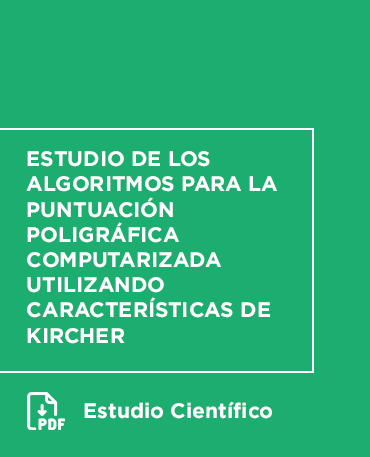 ESTUDIO DE LOS
ALGORITMOS PARA LA
PUNTUACIÓN
POLIGRÁFICA
COMPUTARIZADA
UTILIZANDO
CARACTERÍSTICAS DE
KIRCHER
PDF Estudio Científico